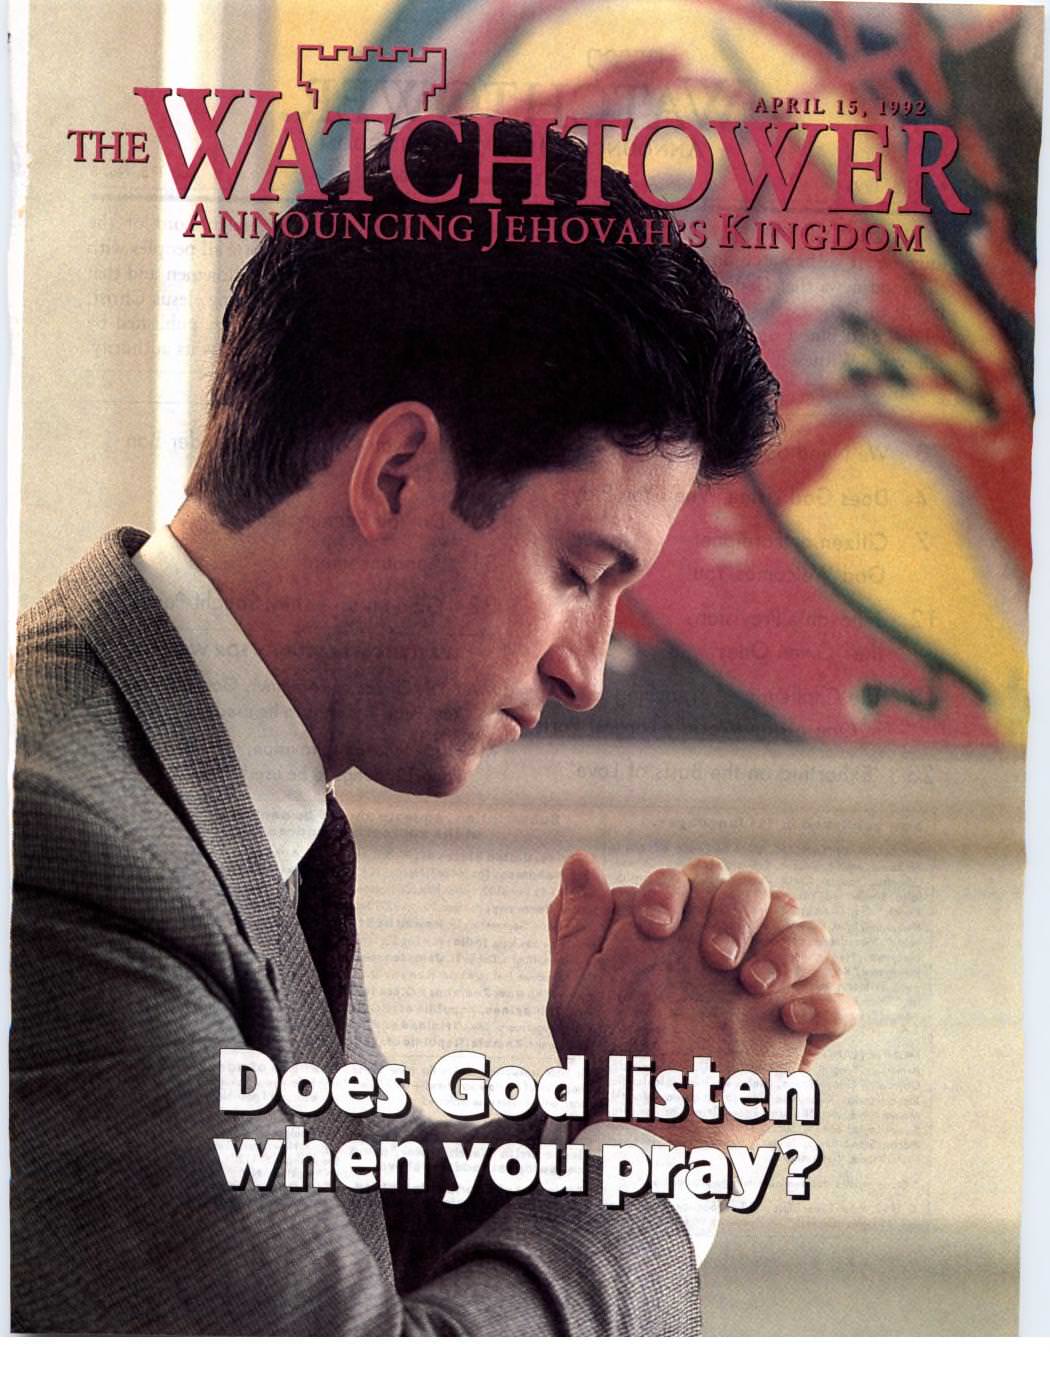 APRIL 15, 1992
THE WATCHTOWER
ANNOUNCING JEHOVAH'S KINGDOM
Does God listen
when you pray?